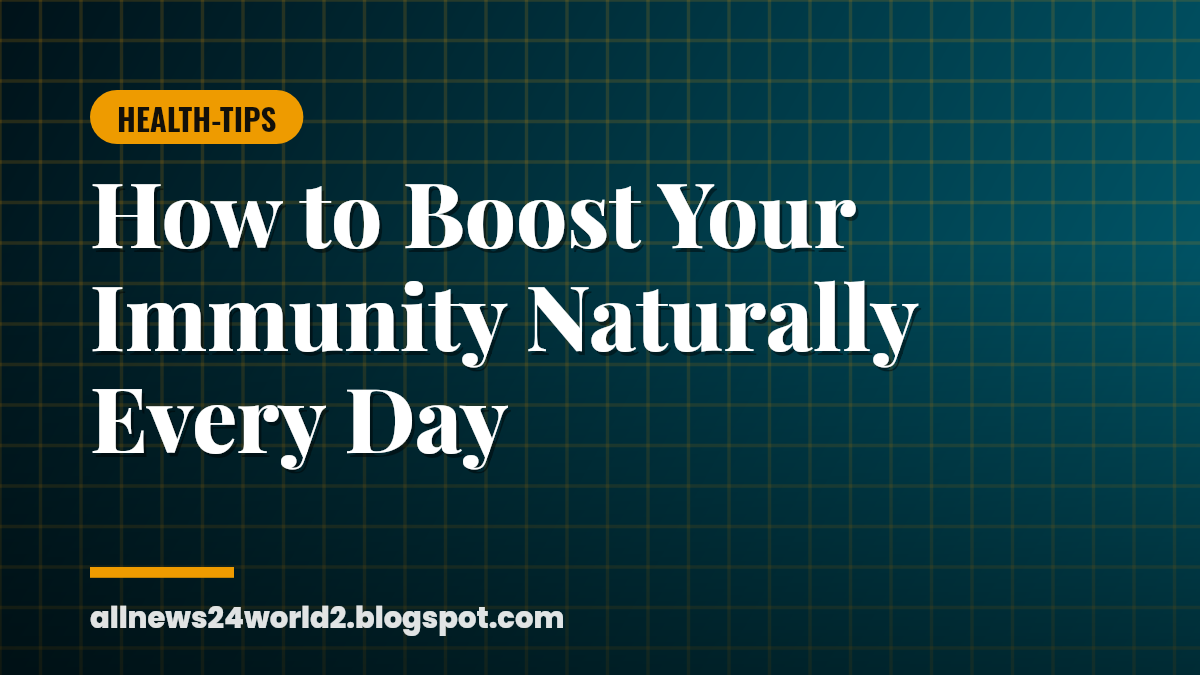 HEALTH-TIPS
How to Boost Your
Immunity Naturally
Every Day
allnews24world2.blogspot.com